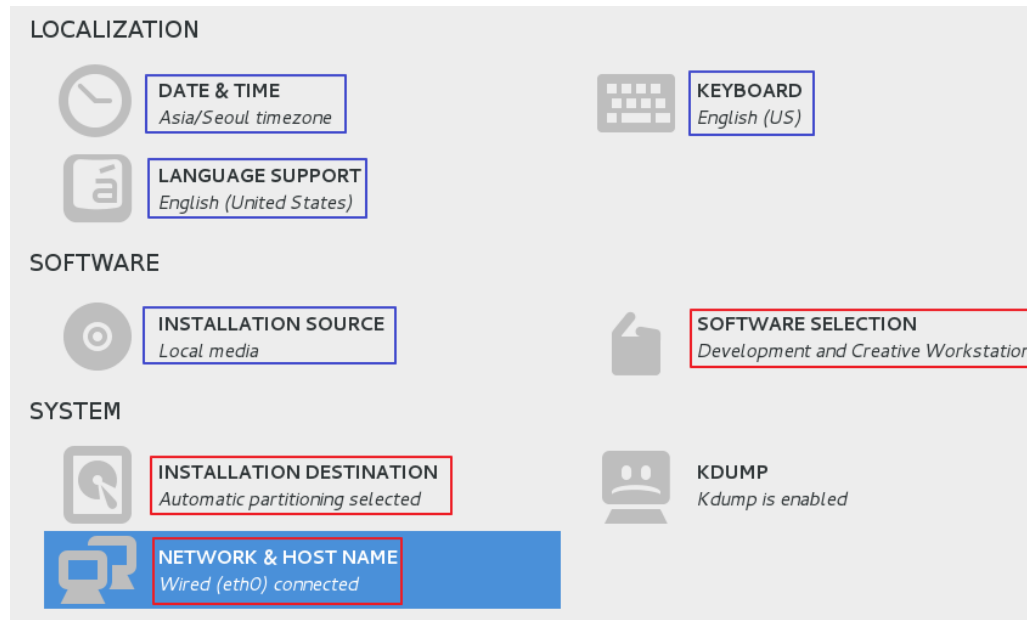 LOCALIZATION
DATE & TIME
Asia/Seoul timezone
KEYBOARD
English (US)
LANGUAGE SUPPORT
English (United States)
SOFTWARE
INSTALLATION SOURCE
Local media
SOFTWARE SELECTION
Development and Creative Workstation
SYSTEM
INSTALLATION DESTINATION
Automatic partitioning selected
KDUMP
Kdump is enabled
NETWORK & HOST NAME
Wired (eth0) connected